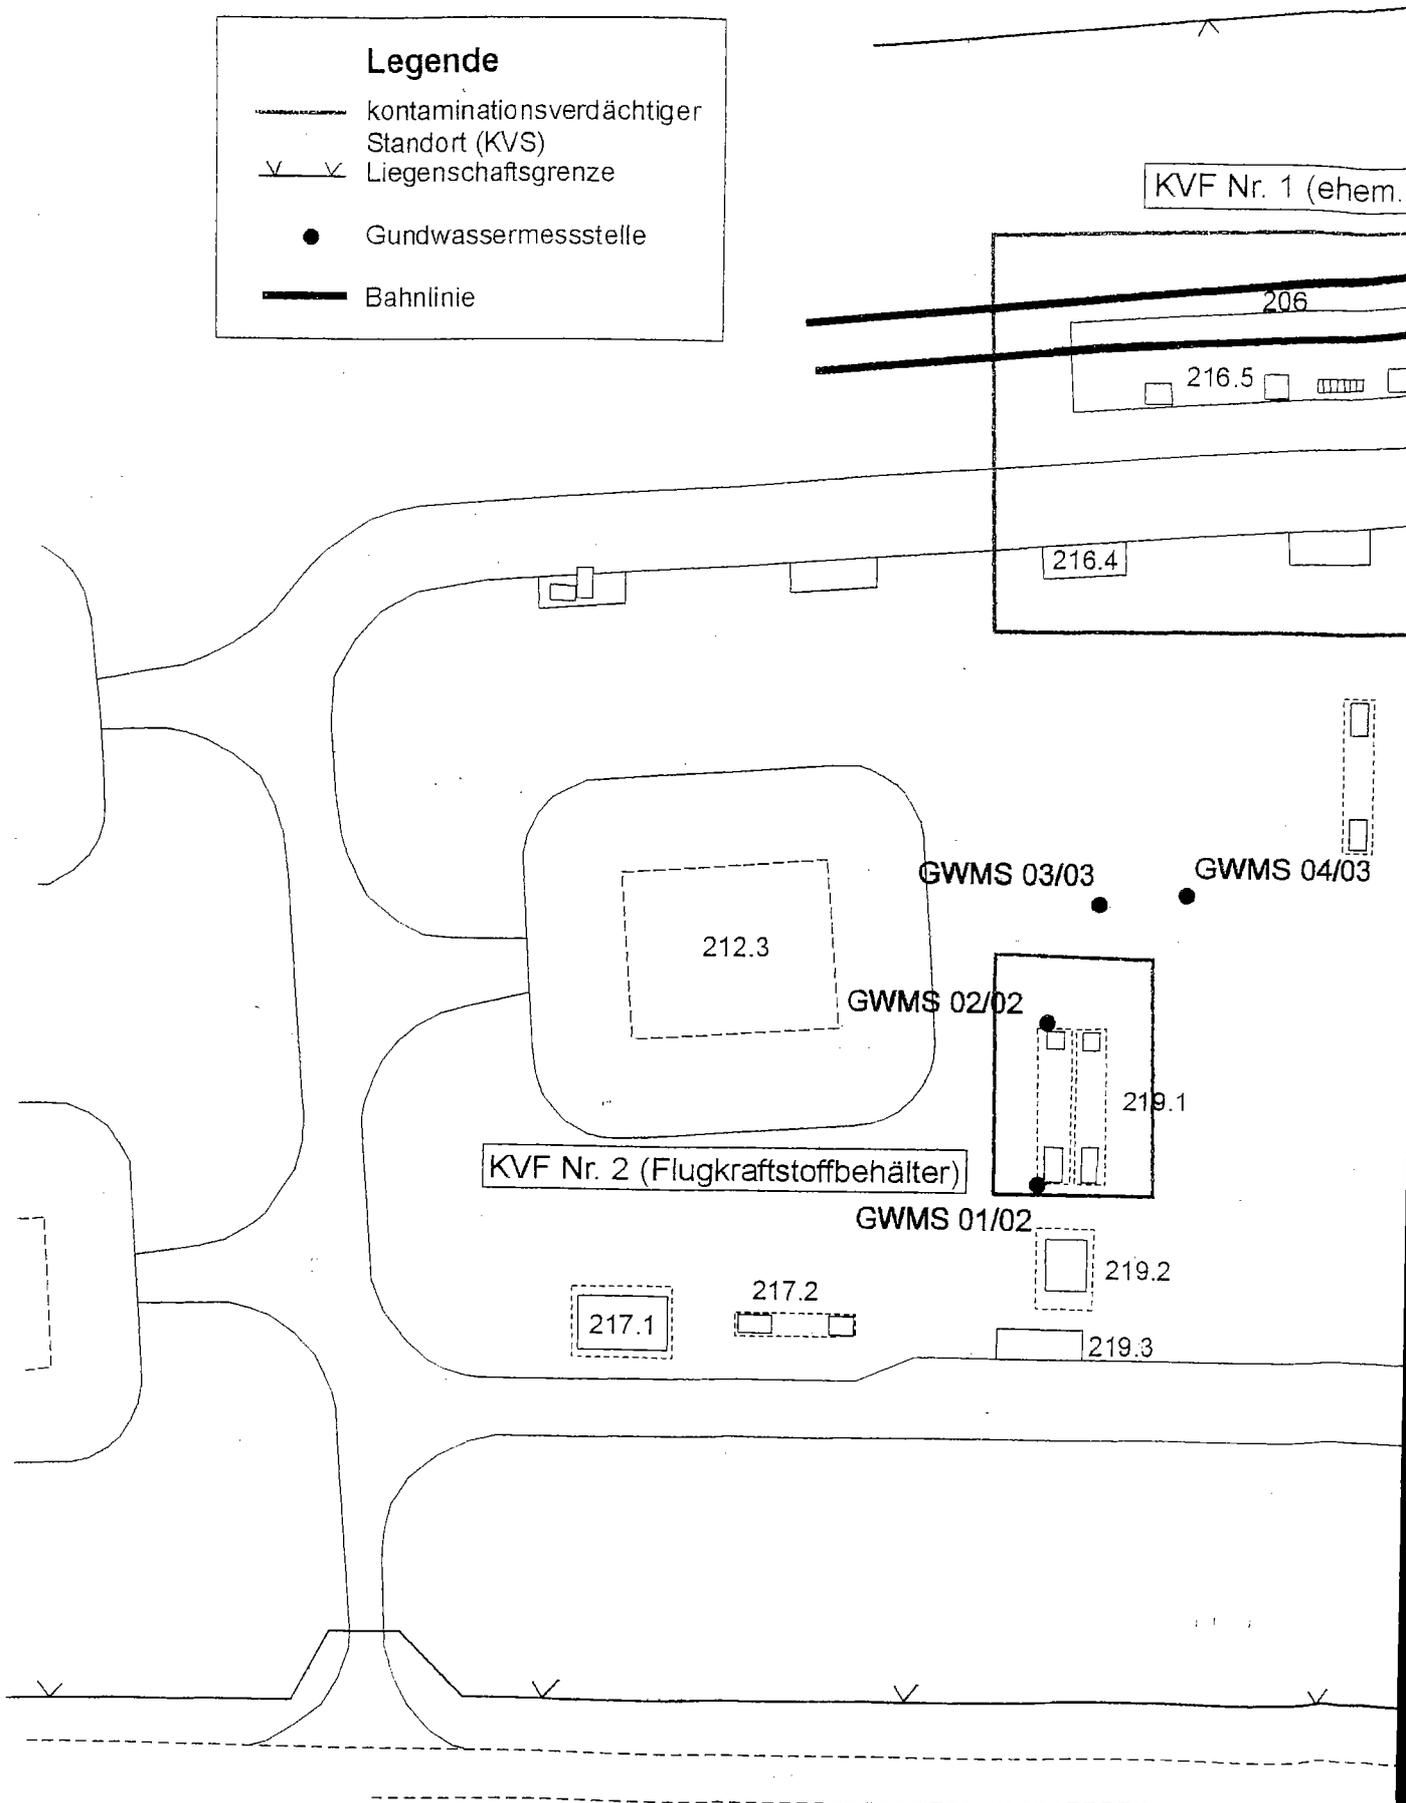 Legende
kontaminationsverdächtiger
Standort (KVS)
Liegenschaftsgrenze
Gundwassermessstelle
Bahnlinie
KVF Nr. 1 (ehem.
206
216.5
216.4
GWMS 03/03
GWMS 04/03
212.3
GWMS 02/02
219.1
KVF Nr. 2 (Flugkraftstoffbehälter)
GWMS 01/02
219.2
217.2
217.1
219.3